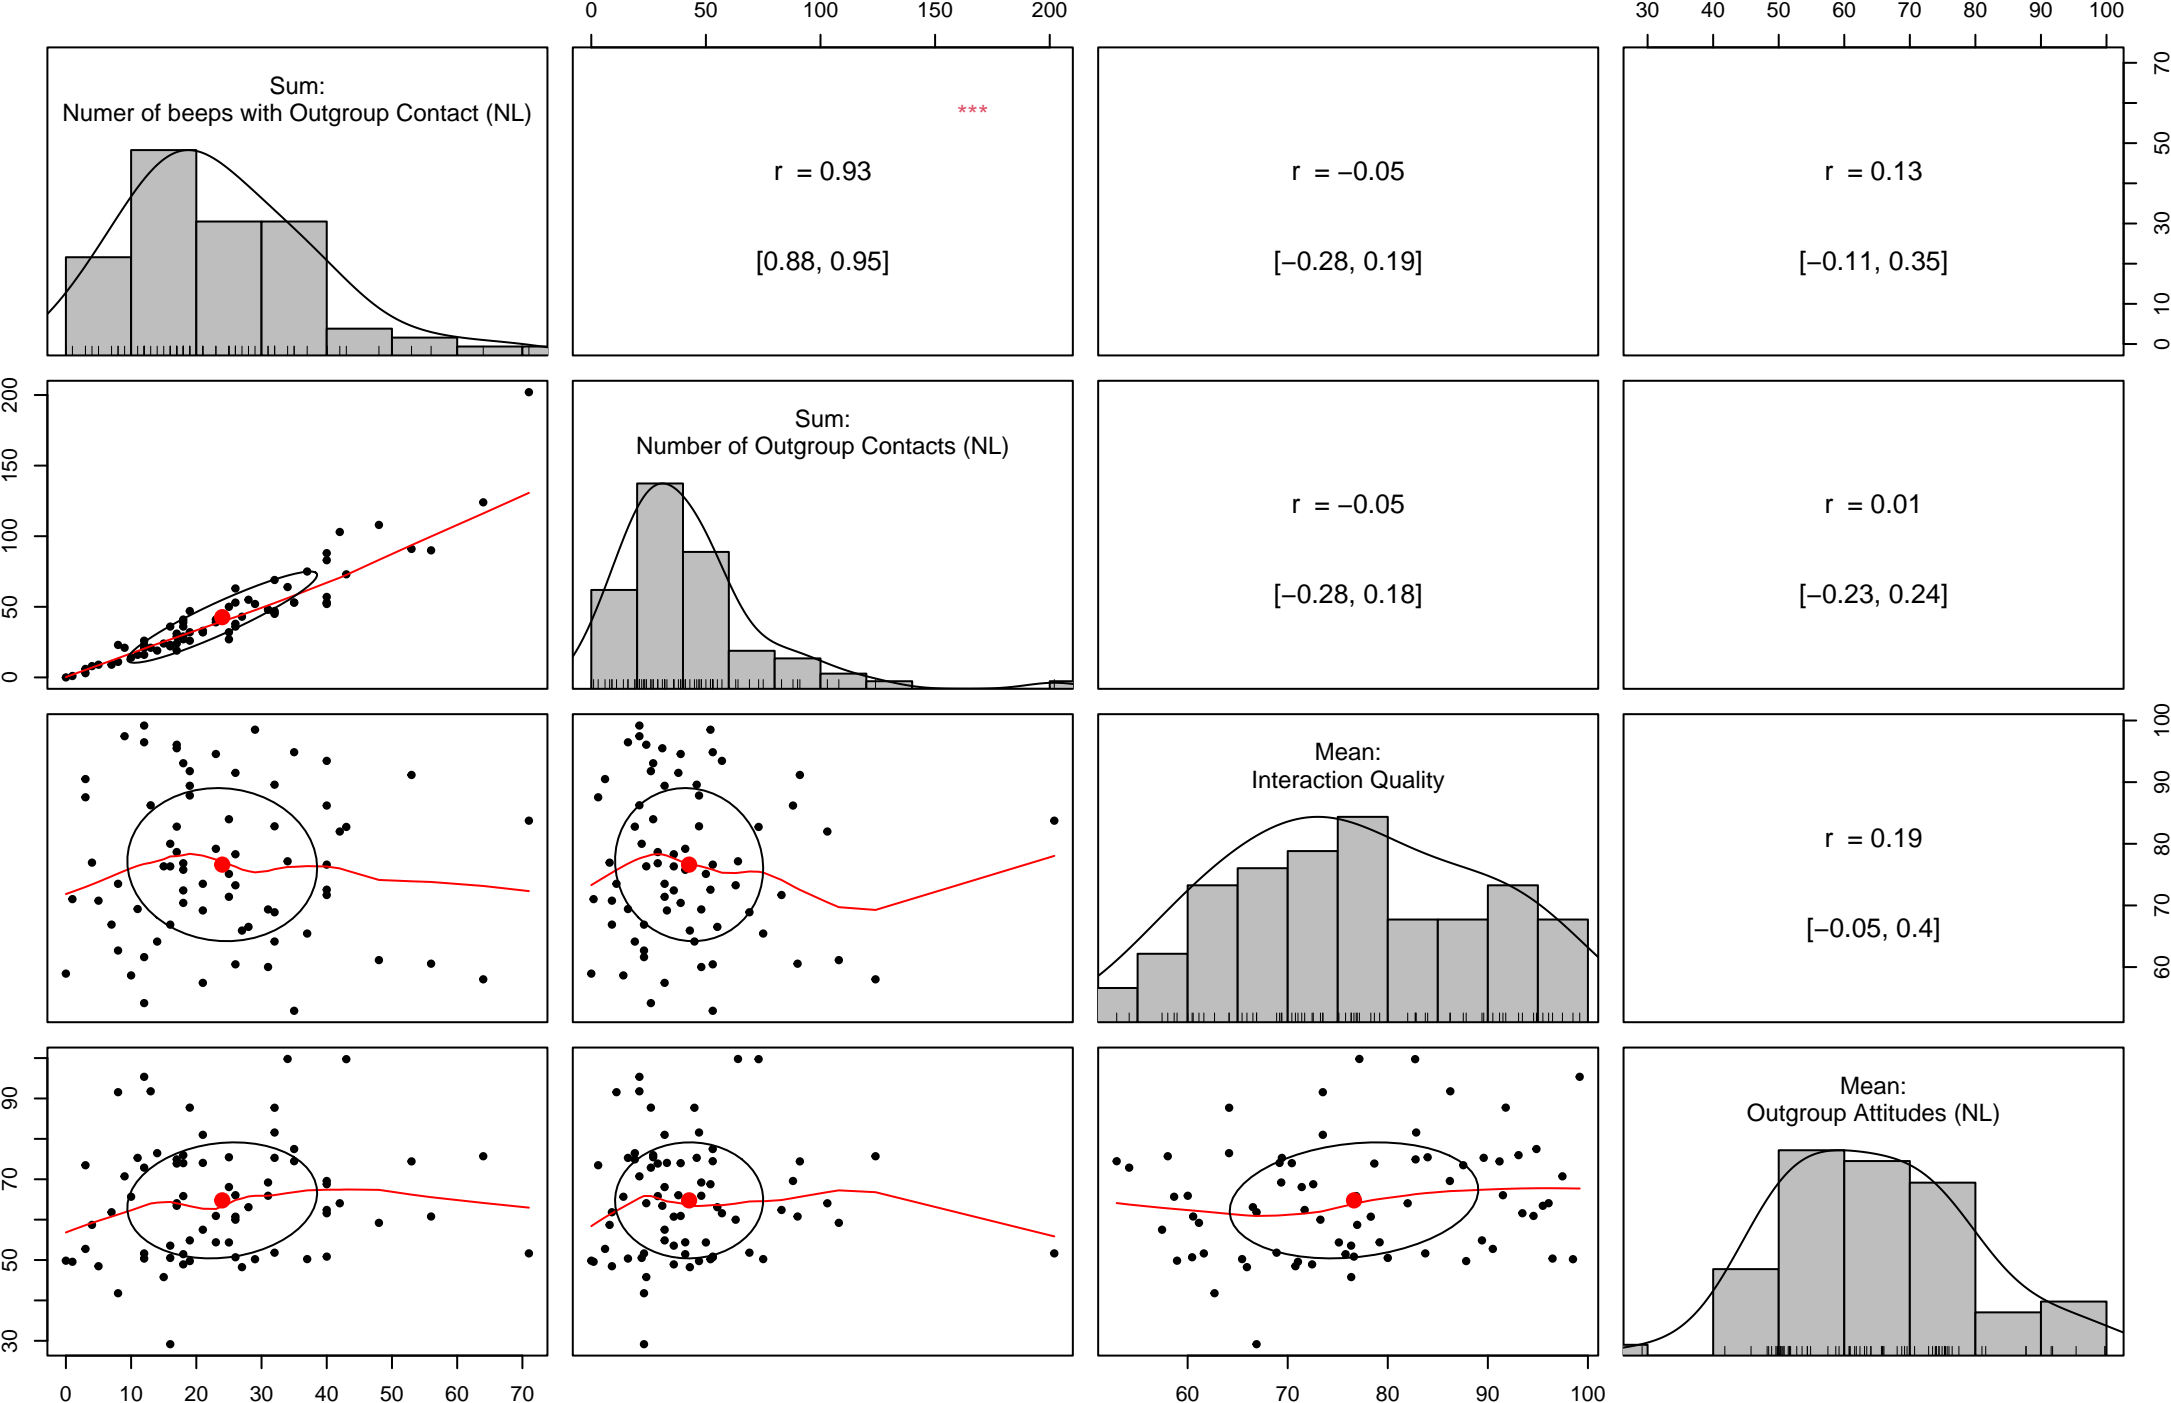 0 50 100 150 200
30 40 50 60 70 80 90 100
Sum:
Numer of beeps with Outgroup Contact (NL)
***
r = 0.93
[0.88, 0.95]
r = −0.05
[−0.28, 0.19]
r = 0.13
[−0.11, 0.35]
0 10 30 50 70
0 50 100 150 200
Sum:
Number of Outgroup Contacts (NL)
r = −0.05
[−0.28, 0.18]
r = 0.01
[−0.23, 0.24]
Mean:
Interaction Quality
r = 0.19
[−0.05, 0.4]
60 70 80 90 100
30 50 70 90
Mean:
Outgroup Attitudes (NL)
0 10 20 30 40 50 60 70
60 70 80 90 100